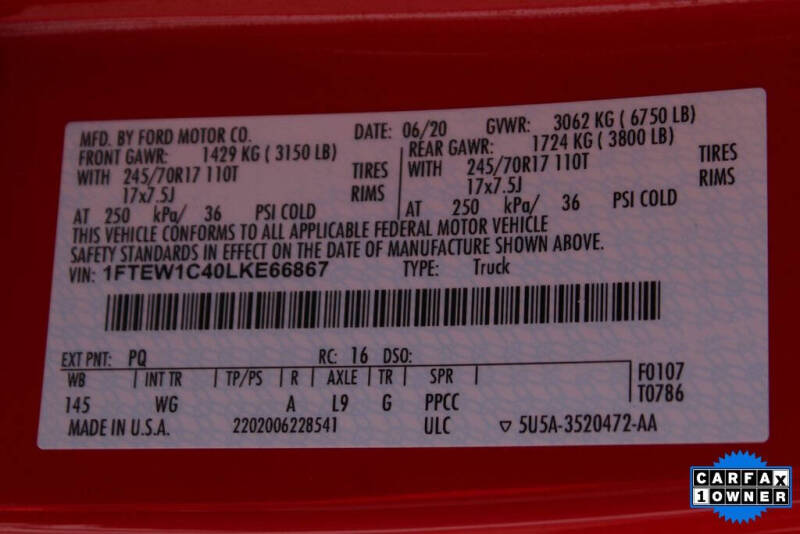 MFD. BY FORD MOTOR CO. DATE: 06/20 GVWR: 3062 KG ( 6750 LB)
FRONT GAWR: 1429 KG ( 3150 LB) REAR GAWR: 1724 KG ( 3800 LB)
WITH 245/70R17 110T TIRES WITH 245/70R17 110T TIRES
17x7.5J RIMS 17x7.5J RIMS
AT 250 kPa/ 36 PSI COLD AT 250 kPa/ 36 PSI COLD
THIS VEHICLE CONFORMS TO ALL APPLICABLE FEDERAL MOTOR VEHICLE
SAFETY STANDARDS IN EFFECT ON THE DATE OF MANUFACTURE SHOWN ABOVE.
VIN: 1FTEW1C40LKE66867 TYPE: Truck
EXT PNT: PQ RC: 16 DSO:
WB INT TR TP/PS R AXLE TR SPR F0107
145 WG A L9 G PPCC T0786
MADE IN U.S.A. 2202006228541 ULC ▽ 5U5A-3520472-AA
CARFAX
1 OWNER